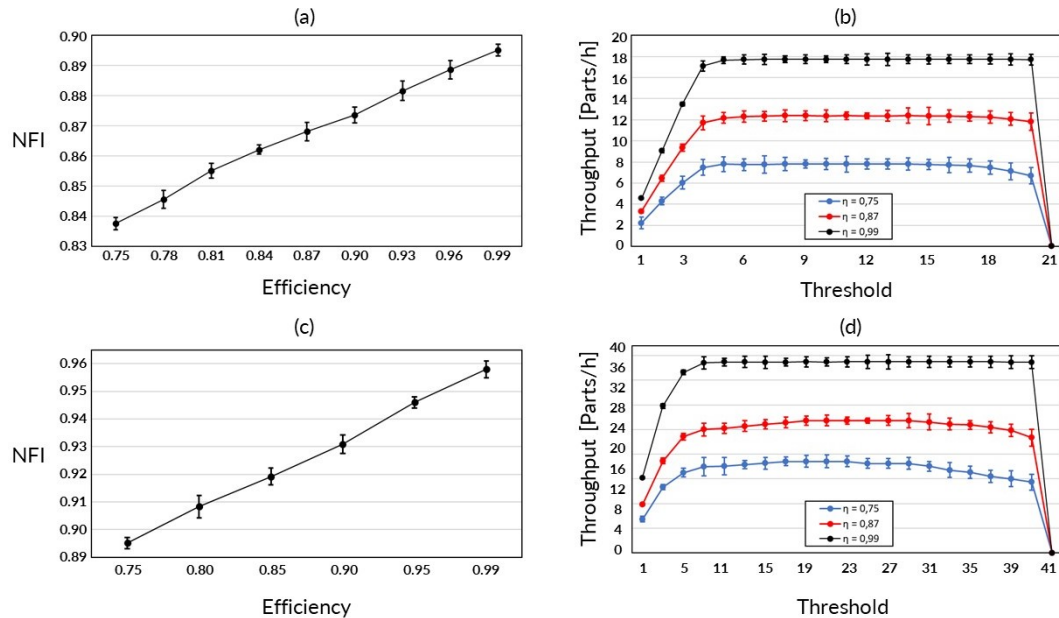 (a)
0.90
0.89
0.88
0.87
0.86
0.85
0.84
0.83
NFI
0.75 0.78 0.81 0.84 0.87 0.90 0.93 0.96 0.99
Efficiency
(b)
Throughput [Parts/h]
20
18
16
14
12
10
8
6
4
2
0
η = 0,75
η = 0,87
η = 0,99
1 3 6 9 12 15 18 21
Threshold
(c)
0.96
0.95
0.94
0.93
0.92
0.91
0.90
0.89
NFI
0.75 0.80 0.85 0.90 0.95 0.99
Efficiency
(d)
Throughput [Parts/h]
40
36
32
28
24
20
16
12
8
4
0
η = 0,75
η = 0,87
η = 0,99
1 5 11 15 19 23 27 31 35 39 41
Threshold